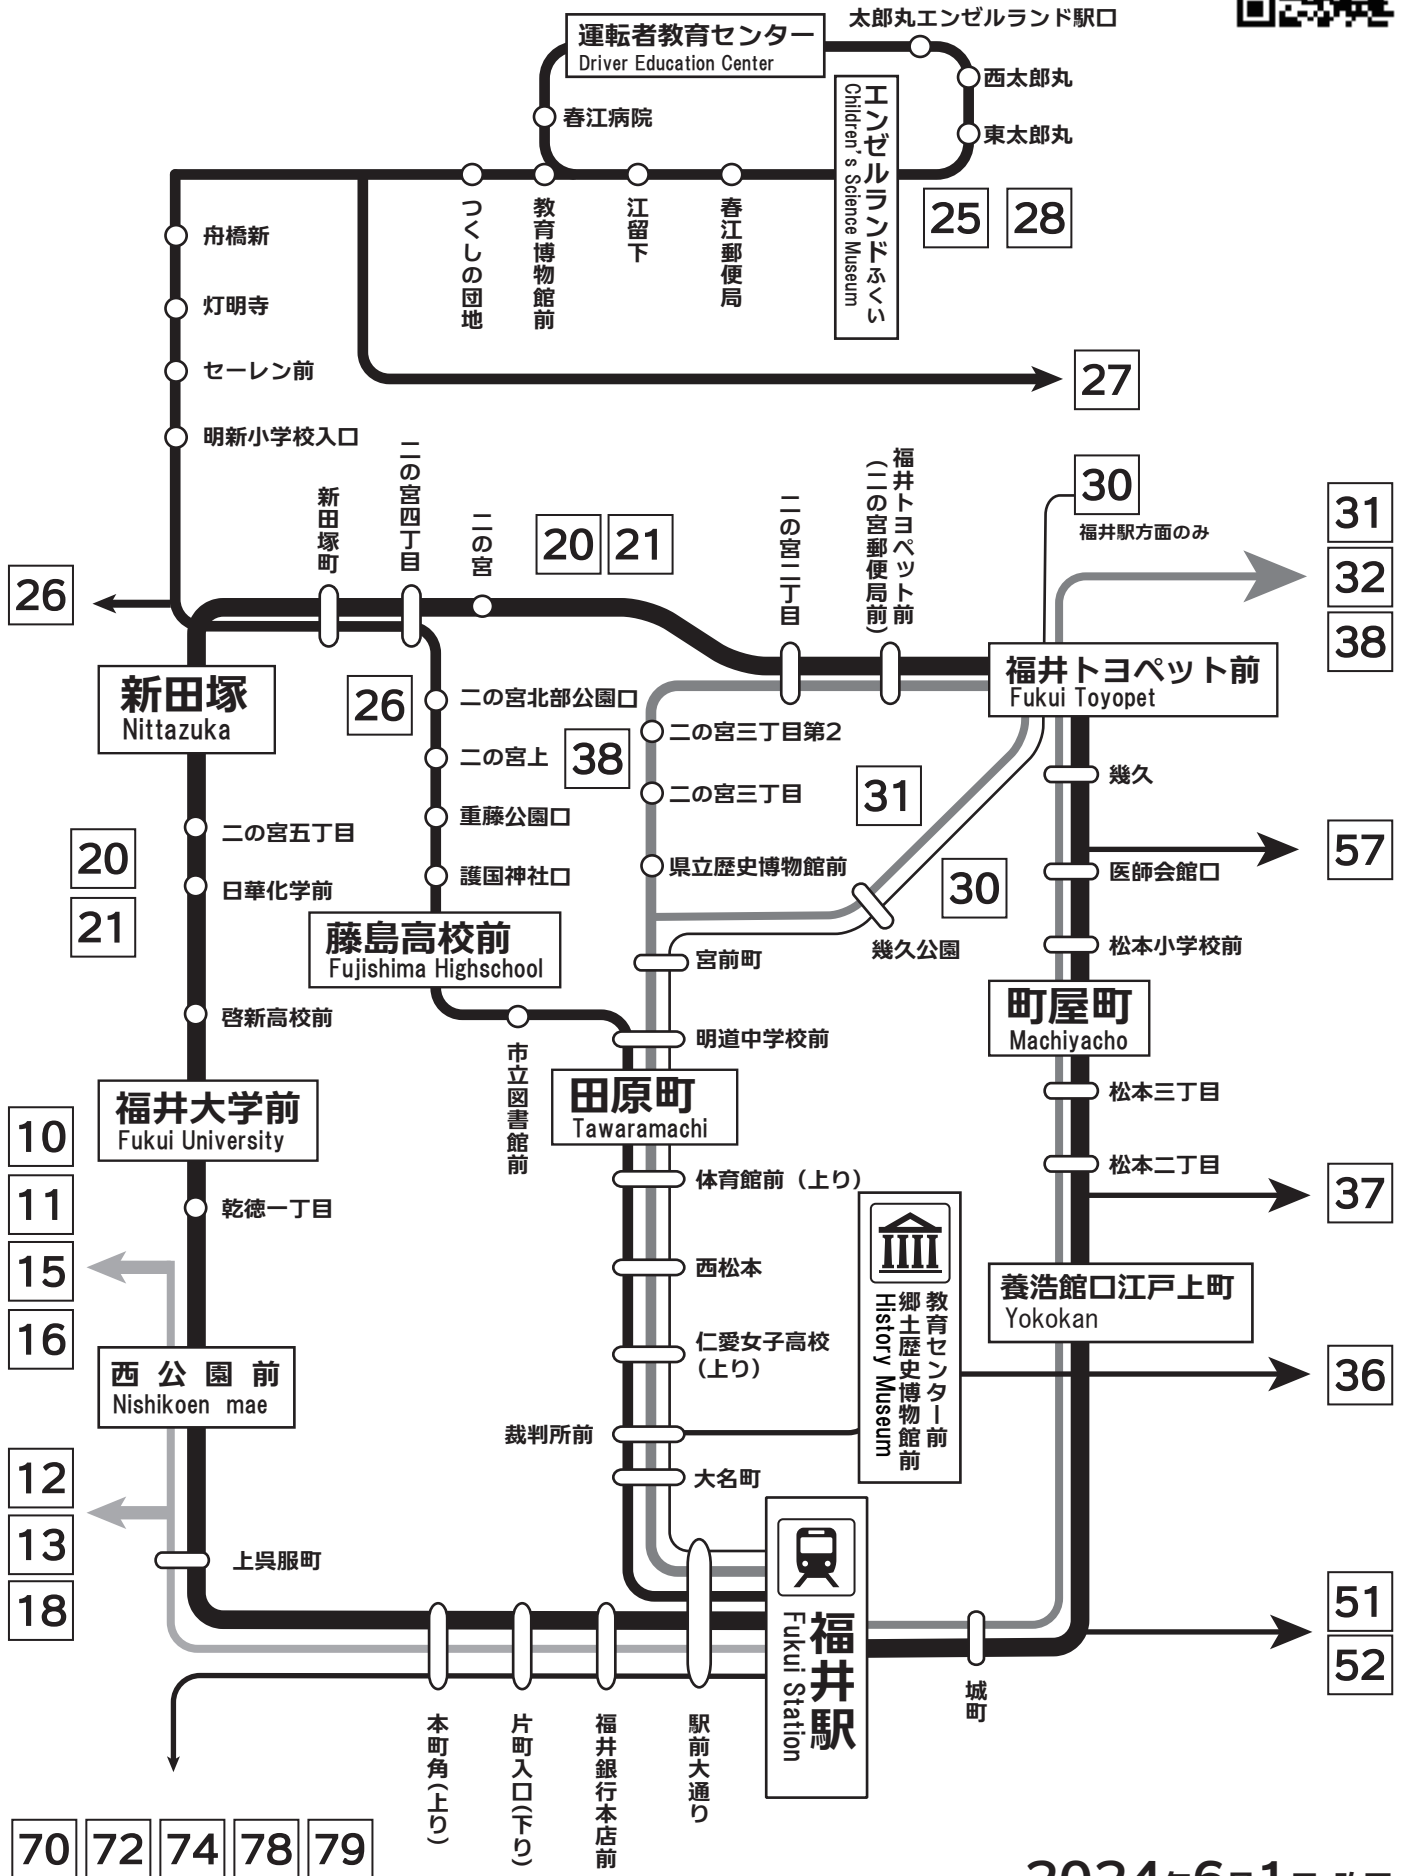 太郎丸エンゼルランド駅口
運転者教育センター
Driver Education Center
西太郎丸
春江病院
東太郎丸
エンゼルランドふくい
Children's Science Museum
つくしの団地
教育博物館前
江留下
春江郵便局
25
28
舟橋新
灯明寺
セーレン前
明新小学校入口
27
新田塚町
二の宮四丁目
二の宮
20
21
二の宮二丁目
福井トヨペット前
(二の宮郵便局前)
30
福井駅方面のみ
31
32
38
26
新田塚
Nittazuka
26
二の宮北部公園口
二の宮上
重藤公園口
護国神社口
38
二の宮三丁目第2
二の宮三丁目
県立歴史博物館前
福井トヨペット前
Fukui Toyopet
幾久
31
30
幾久公園
57
医師会館口
松本小学校前
20
21
二の宮五丁目
日華化学前
啓新高校前
藤島高校前
Fujishima Highschool
市立図書館前
宮前町
明道中学校前
田原町
Tawaramachi
町屋町
Machiyacho
松本三丁目
松本二丁目
37
福井大学前
Fukui University
乾徳一丁目
10
11
15
16
体育館前（上り）
西松本
仁愛女子高校
（上り）
裁判所前
大名町
教育センター前
郷土歴史博物館前
History Museum
養浩館口江戸上町
Yokokan
36
西公園前
Nishikoen mae
12
13
18
上呉服町
福井駅
Fukui Station
城町
51
52
本町角(上り)
片町入口(下り)
福井銀行本店前
駅前大通り
70
72
74
78
79